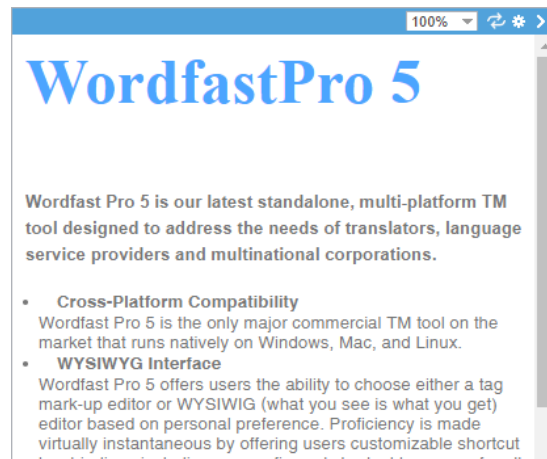 100%
WordfastPro 5
Wordfast Pro 5 is our latest standalone, multi-platform TM
tool designed to address the needs of translators, language
service providers and multinational corporations.
• Cross-Platform Compatibility
Wordfast Pro 5 is the only major commercial TM tool on the
market that runs natively on Windows, Mac, and Linux.
• WYSIWYG Interface
Wordfast Pro 5 offers users the ability to choose either a tag
mark-up editor or WYSIWIG (what you see is what you get)
editor based on personal preference. Proficiency is made
virtually instantaneous by offering users customizable shortcut